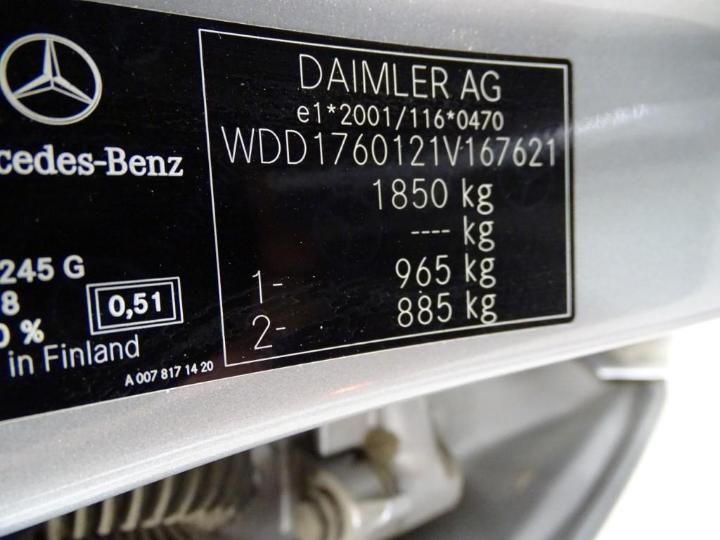 DAIMLER AG
e1*2001/116*0470
WDD1760121V167621
1850 kg
---- kg
1- 965 kg
2- 885 kg
cedes-Benz
245 G
8
0,51
0 %
in Finland
A 007 817 14 20